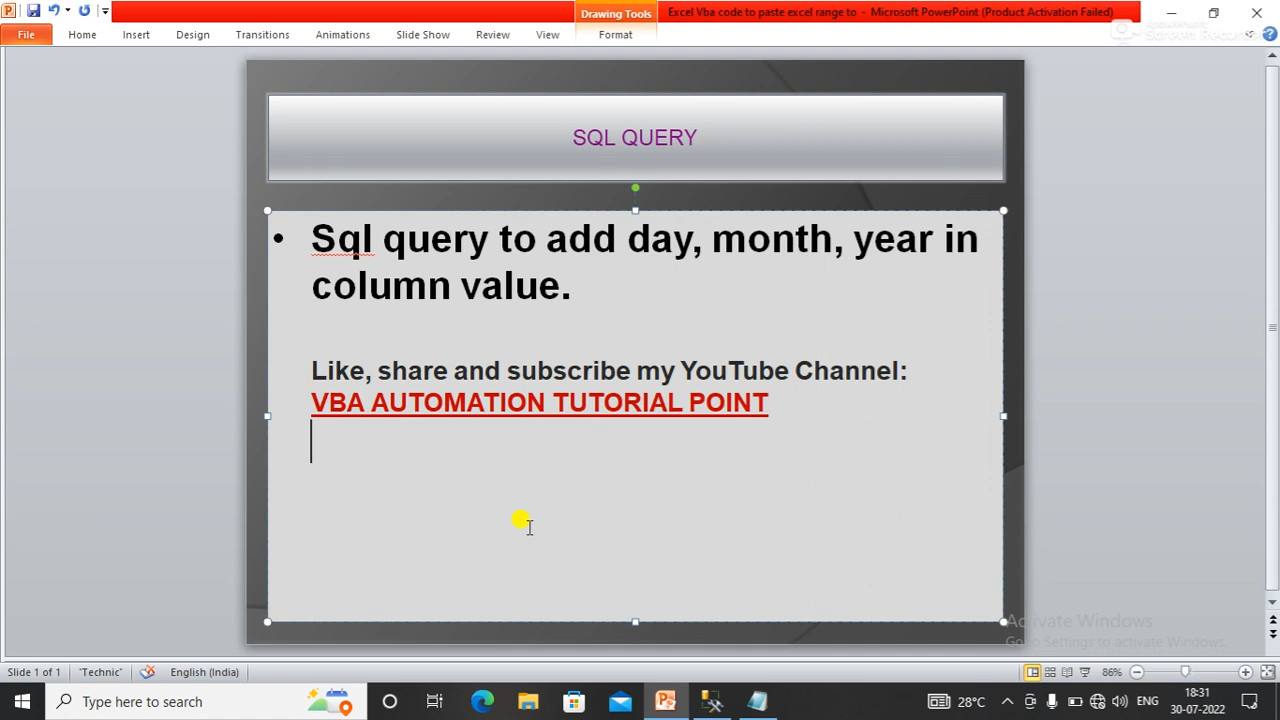 Drawing Tools
Excel Vba code to paste excel range to - Microsoft PowerPoint (Product Activation Failed)
File Home Insert Design Transitions Animations Slide Show Review View Format
SQL QUERY
• Sql query to add day, month, year in
column value.
Like, share and subscribe my YouTube Channel:
VBA AUTOMATION TUTORIAL POINT
Activate Windows
Go to Settings to activate Windows.
Slide 1 of 1 "Technic" English (India) 86%
Type here to search
28°C
ENG
18:31
30-07-2022